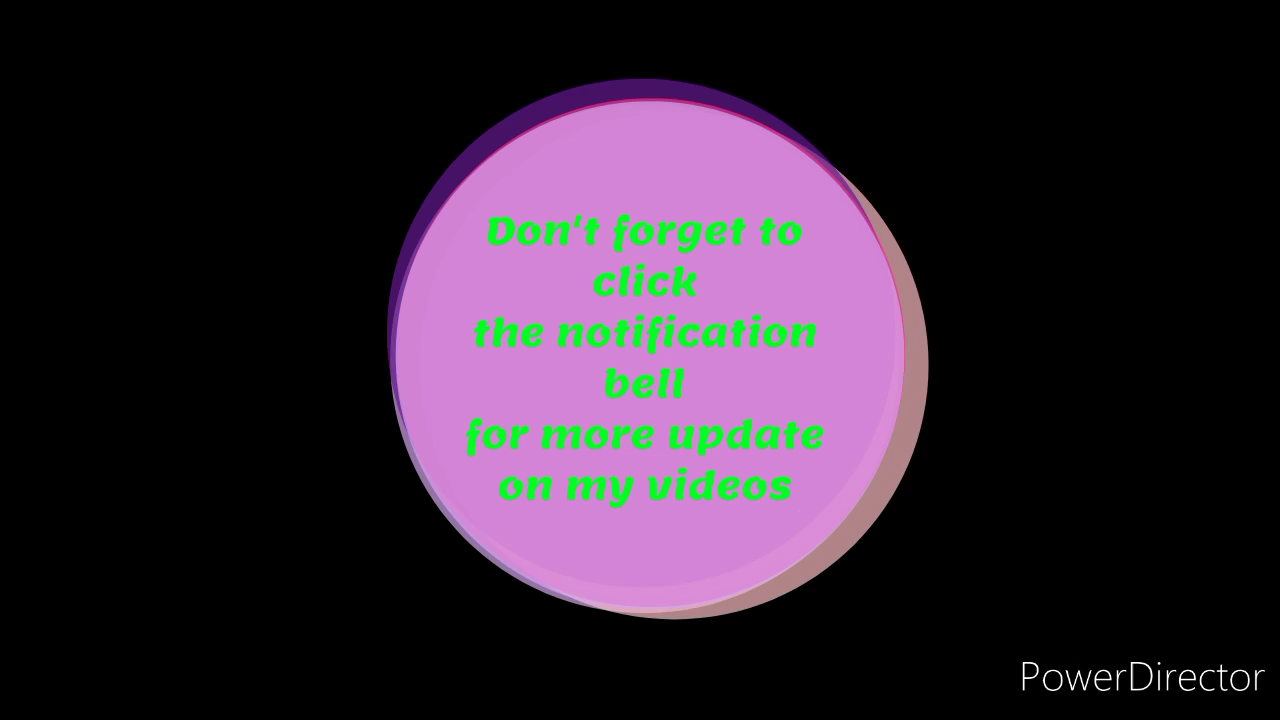 Don't forget to
click
the notification
bell
for more update
on my videos
PowerDirector